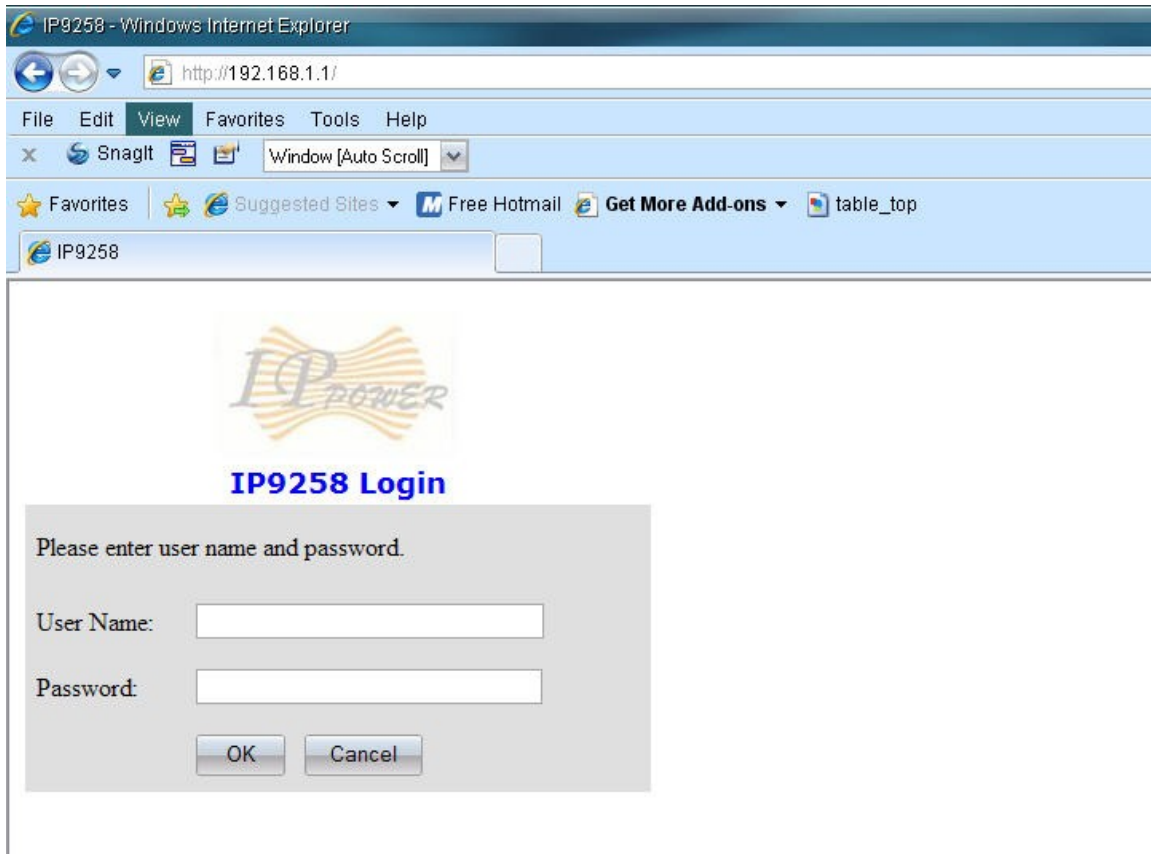 IP9258 - Windows Internet Explorer
http://192.168.1.1/
File Edit View Favorites Tools Help
x SnagIt Window [Auto Scroll]
Favorites Suggested Sites Free Hotmail Get More Add-ons table_top
IP9258
IP POWER
IP9258 Login
Please enter user name and password.
User Name:
Password:
OK Cancel